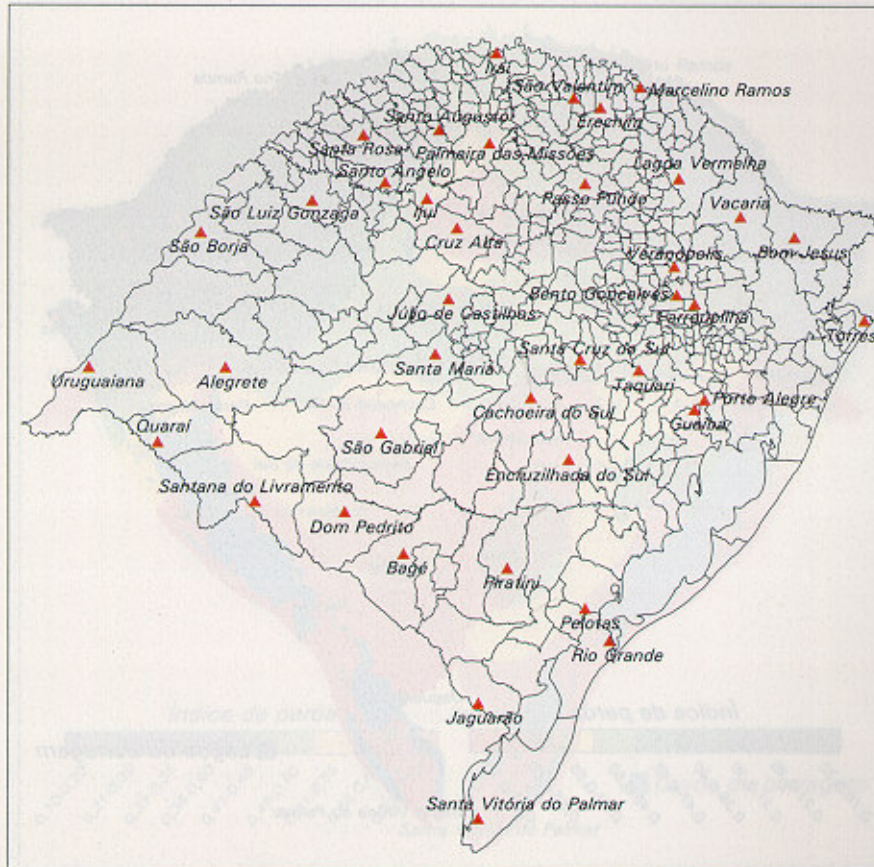 Iraí
São Valentim
Marcelino Ramos
Erechim
Santo Augusto
Santa Rosa
Palmeira das Missões
Lagoa Vermelha
Santo Ângelo
Passo Fundo
São Luiz Gonzaga
Ijuí
Vacaria
São Borja
Cruz Alta
Bom Jesus
Veranópolis
Bento Gonçalves
Júlio de Castilhos
Farroupilha
Torres
Santa Cruz do Sul
Uruguaiana
Alegrete
Santa Maria
Taquari
Cachoeira do Sul
Porto Alegre
Guaíba
Quaraí
São Gabriel
Encruzilhada do Sul
Santana do Livramento
Dom Pedrito
Bagé
Piratini
Pelotas
Rio Grande
Jaguarão
Índice de perda
Santa Vitória do Palmar